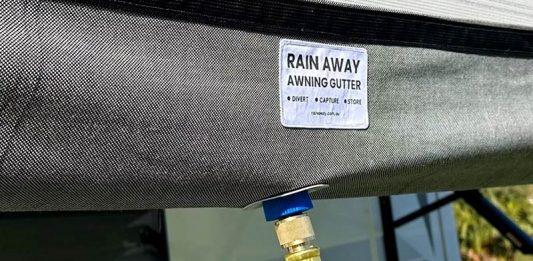 RAIN AWAY
AWNING GUTTER
• DIVERT • CAPTURE • STORE